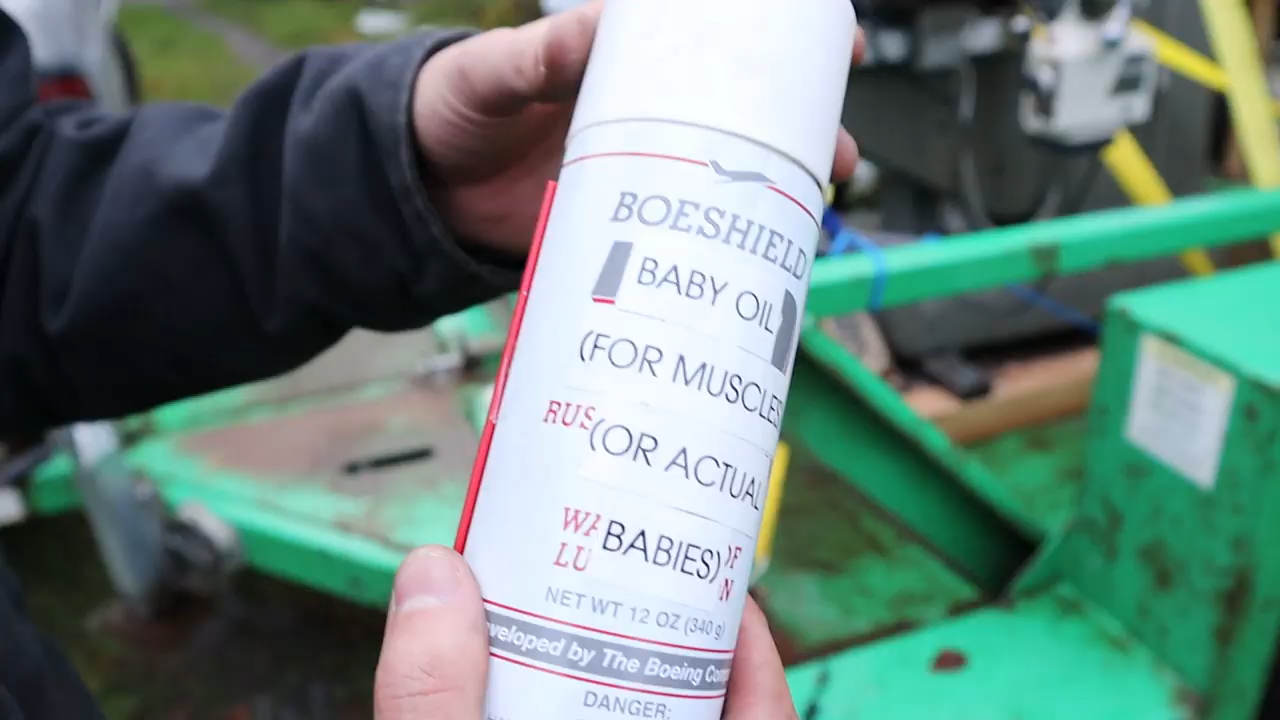 BOESHIELD
BABY OIL
(FOR MUSCLES
RUS(OR ACTUAL
WA BABIES) OF
LU N
NET WT 12 OZ (340 g)
veloped by The Boeing Com
DANGER: